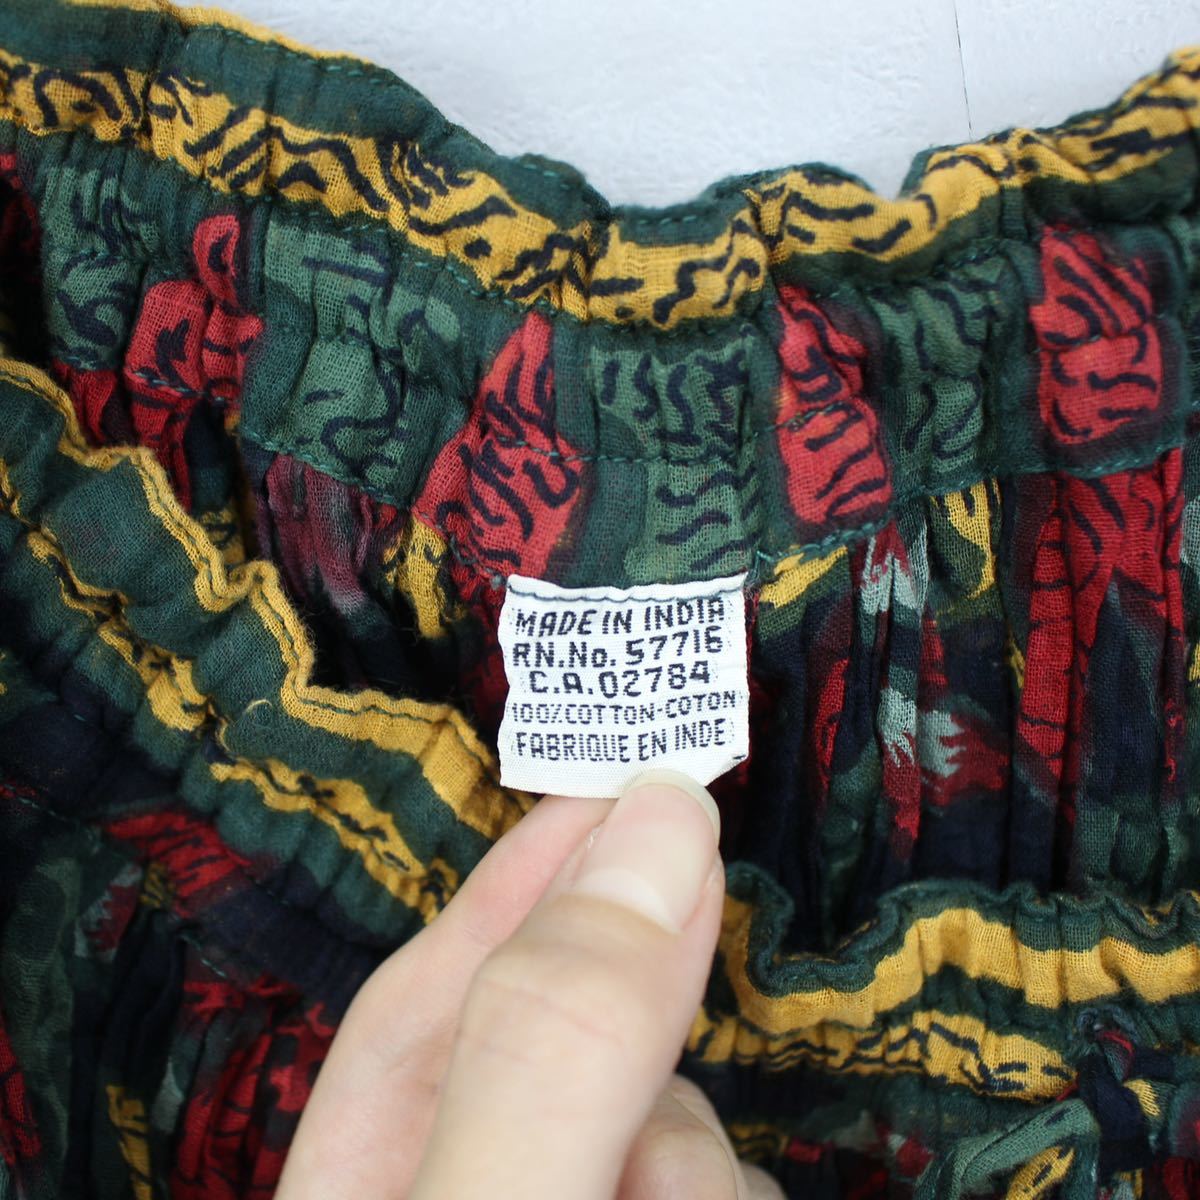 MADE IN INDIA
RN.No. 57716
C.A.02784
100%COTTON-COTON
FABRIQUE EN INDE